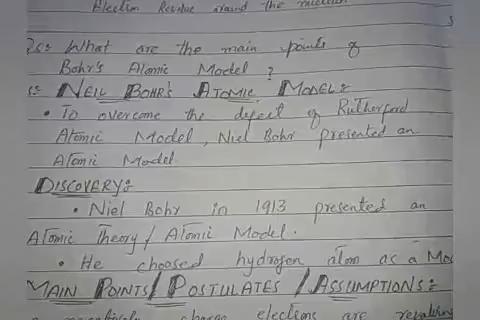 Electron Revolve around the nucleus
?s: What are the main points of
Bohr's Atomic Model ?
s: NEIL BOHR'S ATOMIC MODEL:
• To overcome the defect of Rutherford
Atomic Model, Niel Bohr presented an
Atomic Model.
DISCOVERY:
• Niel Bohr in 1913 presented an
Atomic Theory / Atomic Model.
• He choosed hydrogen atom as a Mod
MAIN POINTS / POSTULATES / ASSUMPTIONS:
charge electrons are revolving